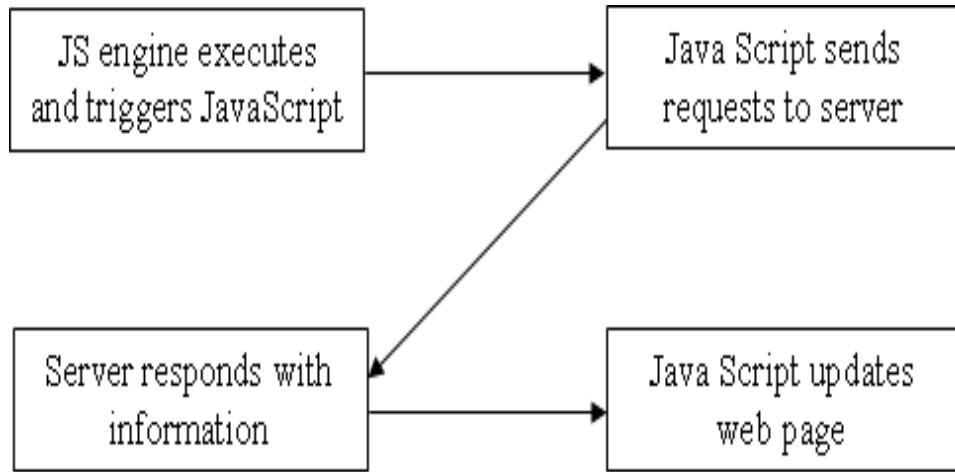 JS engine executes
and triggers JavaScript
Java Script sends
requests to server
Server responds with
information
Java Script updates
web page